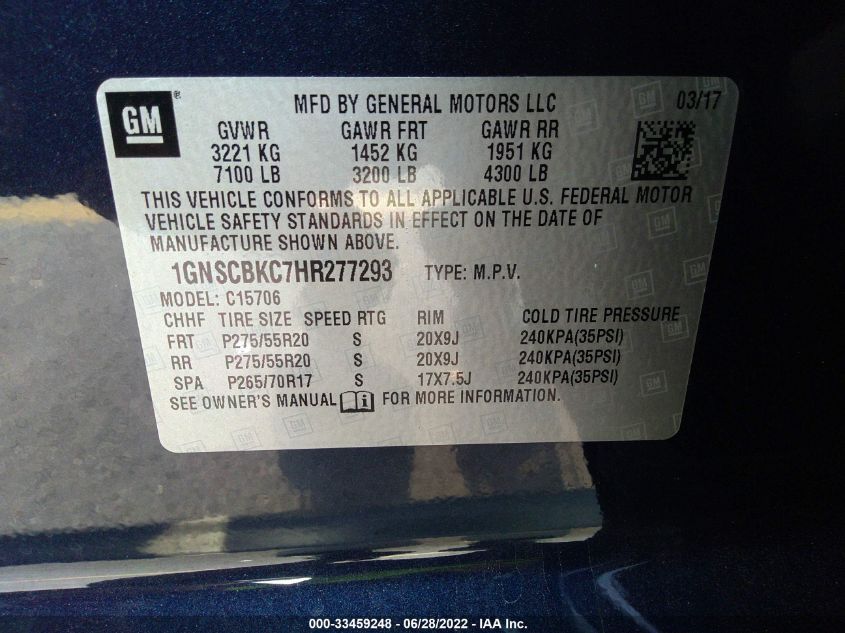 GM® MFD BY GENERAL MOTORS LLC 03/17
GVWR GAWR FRT GAWR RR
3221 KG 1452 KG 1951 KG
7100 LB 3200 LB 4300 LB
THIS VEHICLE CONFORMS TO ALL APPLICABLE U.S. FEDERAL MOTOR
VEHICLE SAFETY STANDARDS IN EFFECT ON THE DATE OF
MANUFACTURE SHOWN ABOVE.
1GNSCBKC7HR277293 TYPE: M.P.V.
MODEL: C15706
CHHF TIRE SIZE SPEED RTG RIM COLD TIRE PRESSURE
FRT P275/55R20 S 20X9J 240KPA(35PSI)
RR P275/55R20 S 20X9J 240KPA(35PSI)
SPA P265/70R17 S 17X7.5J 240KPA(35PSI)
SEE OWNER'S MANUAL i FOR MORE INFORMATION.
000-33459248 - 06/28/2022 - IAA Inc.